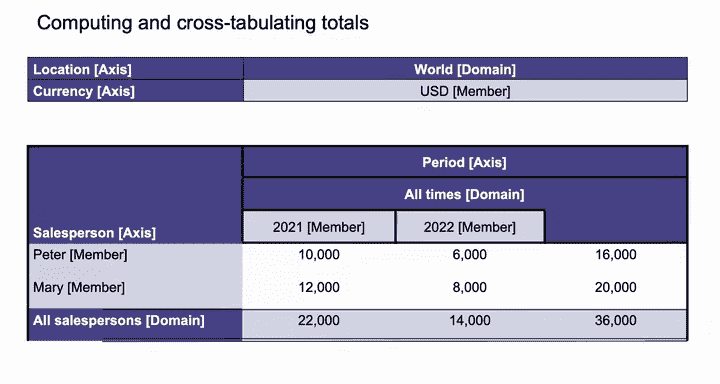 Computing and cross-tabulating totals
Location [Axis] World [Domain]
Currency [Axis] USD [Member]
Period [Axis]
All times [Domain]
Salesperson [Axis] 2021 [Member] 2022 [Member]
Peter [Member] 10,000 6,000 16,000
Mary [Member] 12,000 8,000 20,000
All salespersons [Domain] 22,000 14,000 36,000